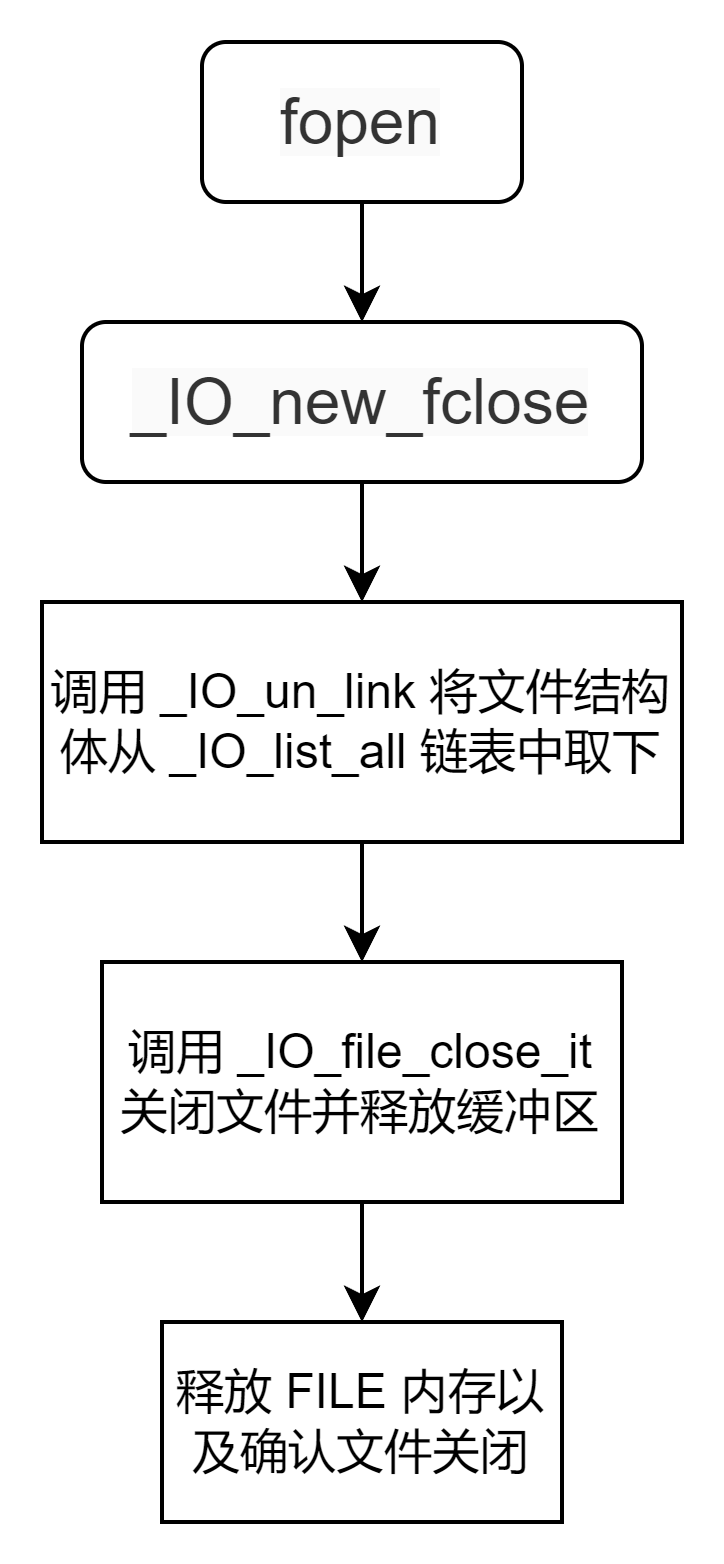 fopen
_IO_new_fclose
调用 _IO_un_link 将文件结构
体从 _IO_list_all 链表中取下
调用 _IO_file_close_it
关闭文件并释放缓冲区
释放 FILE 内存以
及确认文件关闭